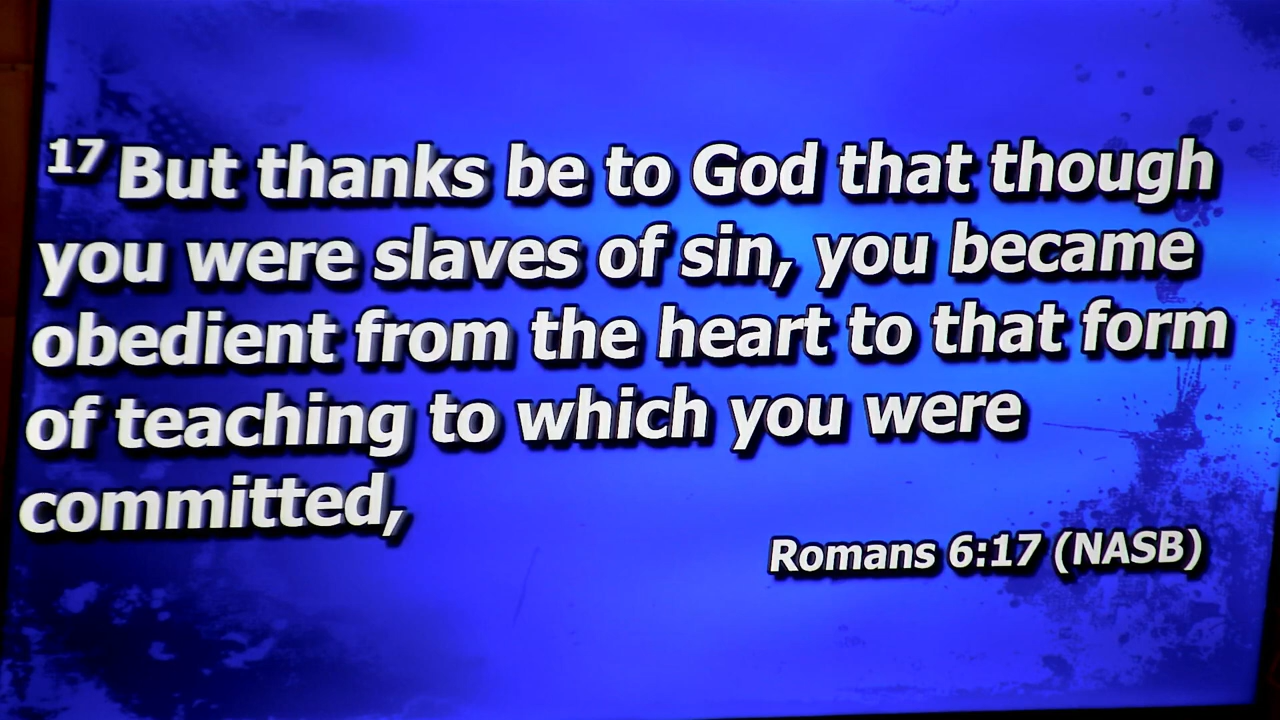 17 But thanks be to God that though
you were slaves of sin, you became
obedient from the heart to that form
of teaching to which you were
committed,
Romans 6:17 (NASB)